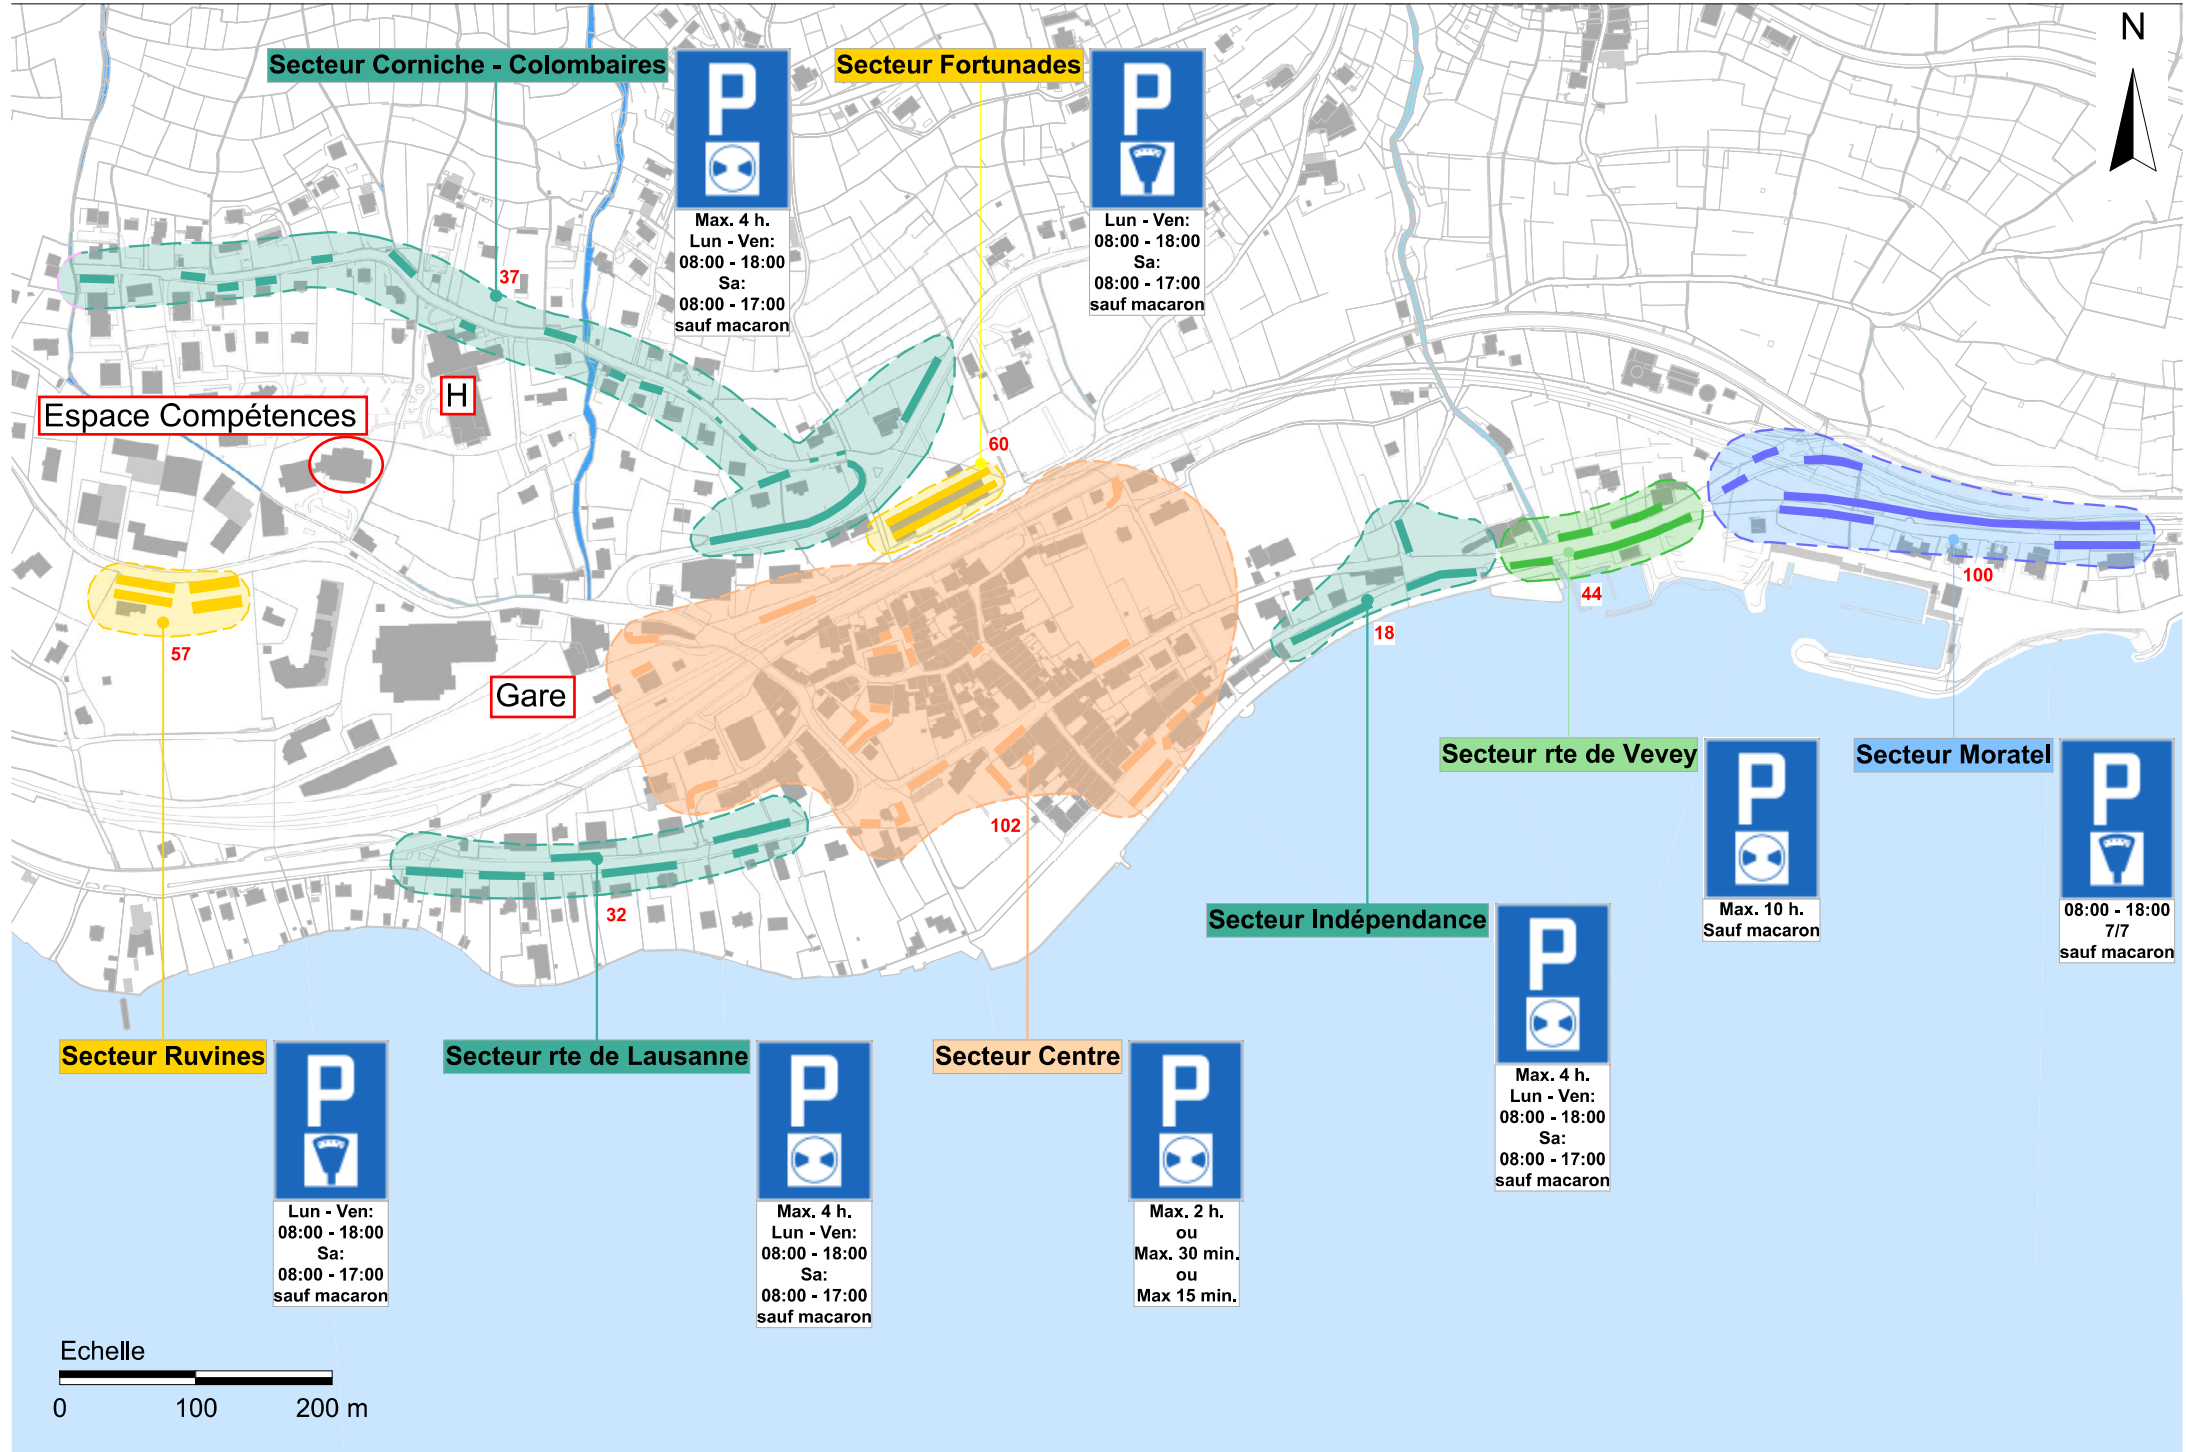 N
Secteur Corniche - Colombaires
P
Max. 4 h.
Lun - Ven:
08:00 - 18:00
Sa:
08:00 - 17:00
sauf macaron
Secteur Fortunades
P
Lun - Ven:
08:00 - 18:00
Sa:
08:00 - 17:00
sauf macaron
37
H
Espace Compétences
60
57
Gare
18
44
100
102
32
Secteur rte de Vevey
P
Max. 10 h.
Sauf macaron
Secteur Moratel
P
08:00 - 18:00
7/7
sauf macaron
Secteur Indépendance
P
Max. 4 h.
Lun - Ven:
08:00 - 18:00
Sa:
08:00 - 17:00
sauf macaron
Secteur Ruvines
P
Lun - Ven:
08:00 - 18:00
Sa:
08:00 - 17:00
sauf macaron
Secteur rte de Lausanne
P
Max. 4 h.
Lun - Ven:
08:00 - 18:00
Sa:
08:00 - 17:00
sauf macaron
Secteur Centre
P
Max. 2 h.
ou
Max. 30 min.
ou
Max 15 min.
Echelle
0 100 200 m